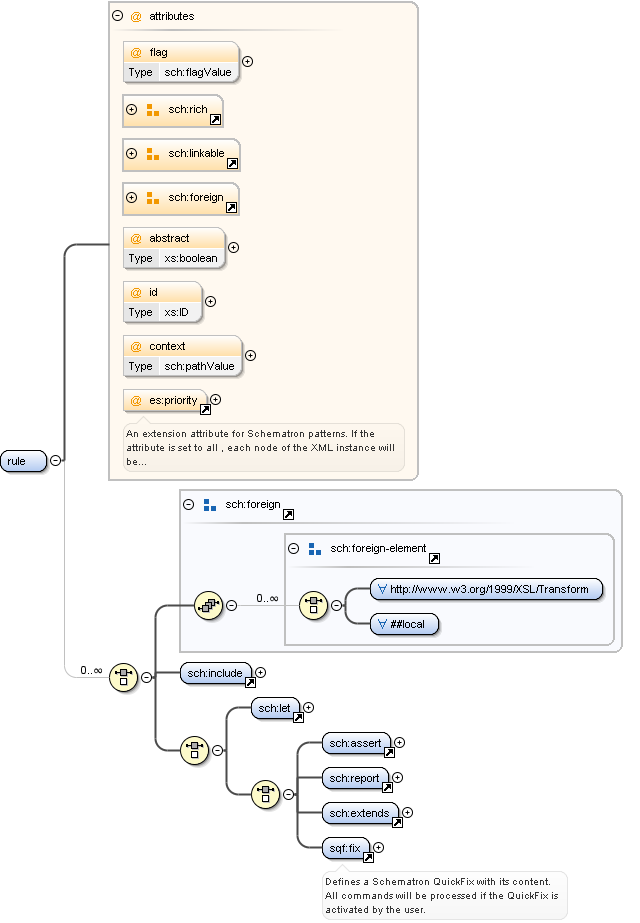 attributes
@ flag
Type sch:flagValue
sch:rich
sch:linkable
sch:foreign
@ abstract
Type xs:boolean
@ id
Type xs:ID
@ context
Type sch:pathValue
@ es:priority
An extension attribute for Schematron patterns. If the
attribute is set to all , each node of the XML instance will
be...
rule
sch:foreign
sch:foreign-element
0..∞
∀ http://www.w3.org/1999/XSL/Transform
∀ ##local
0..∞
sch:include
sch:let
sch:assert
sch:report
sch:extends
sqf:fix
Defines a Schematron QuickFix with its content.
All commands will be processed if the QuickFix is
activated by the user.